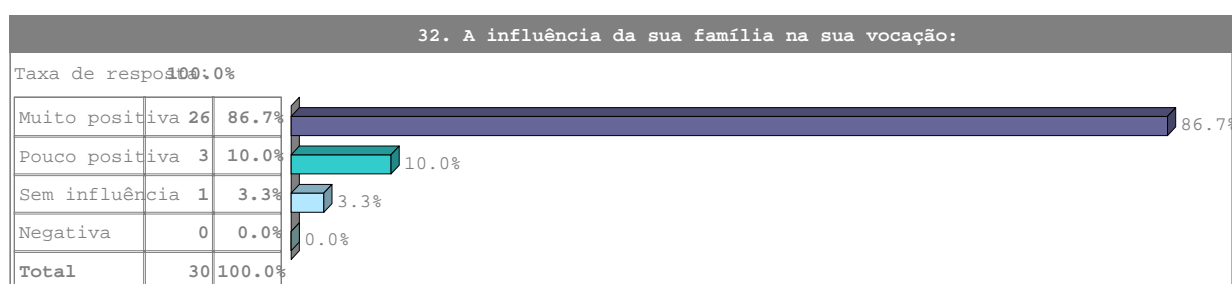 32. A influência da sua família na sua vocação:
Taxa de resposta: 100.0%
Muito positiva 26 86.7% 86.7%
Pouco positiva 3 10.0% 10.0%
Sem influência 1 3.3% 3.3%
Negativa 0 0.0% 0.0%
Total 30 100.0%